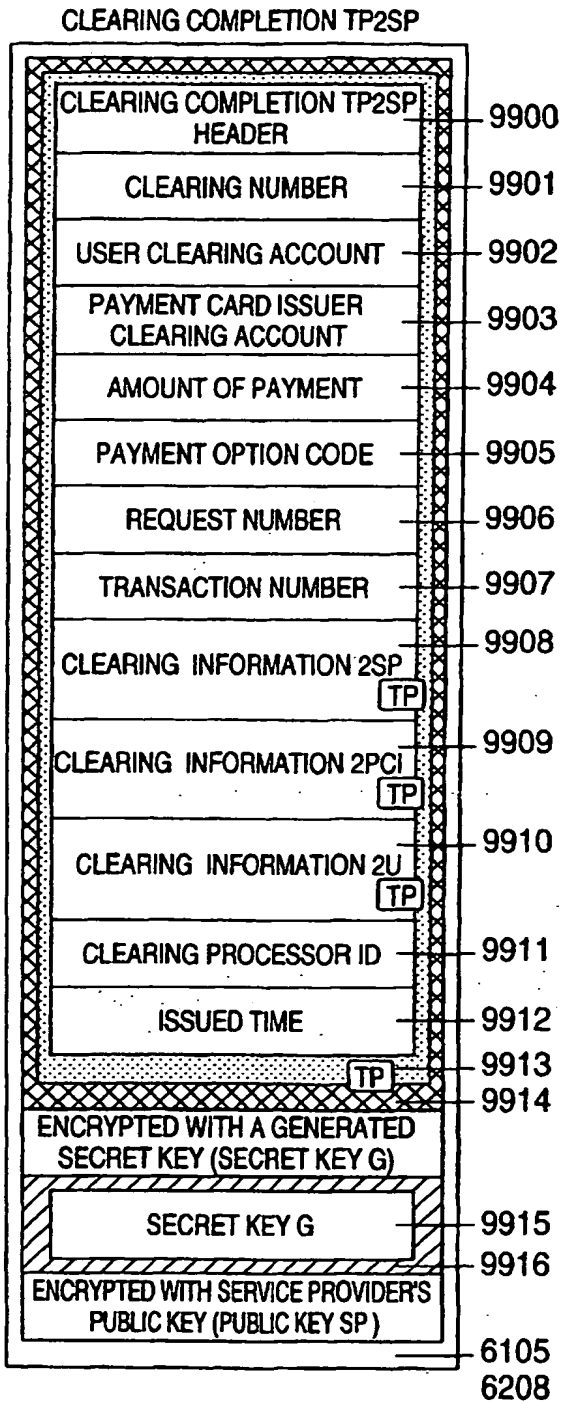 CLEARING COMPLETION TP2SP
CLEARING COMPLETION TP2SP
HEADER
9900
CLEARING NUMBER
9901
USER CLEARING ACCOUNT
9902
PAYMENT CARD ISSUER
CLEARING ACCOUNT
9903
AMOUNT OF PAYMENT
9904
PAYMENT OPTION CODE
9905
REQUEST NUMBER
9906
TRANSACTION NUMBER
9907
CLEARING INFORMATION 2SP
9908
TP
CLEARING INFORMATION 2PCI
9909
TP
CLEARING INFORMATION 2U
9910
TP
CLEARING PROCESSOR ID
9911
ISSUED TIME
9912
TP
9913
9914
ENCRYPTED WITH A GENERATED
SECRET KEY (SECRET KEY G)
SECRET KEY G
9915
9916
ENCRYPTED WITH SERVICE PROVIDER'S
PUBLIC KEY (PUBLIC KEY SP )
6105
6208